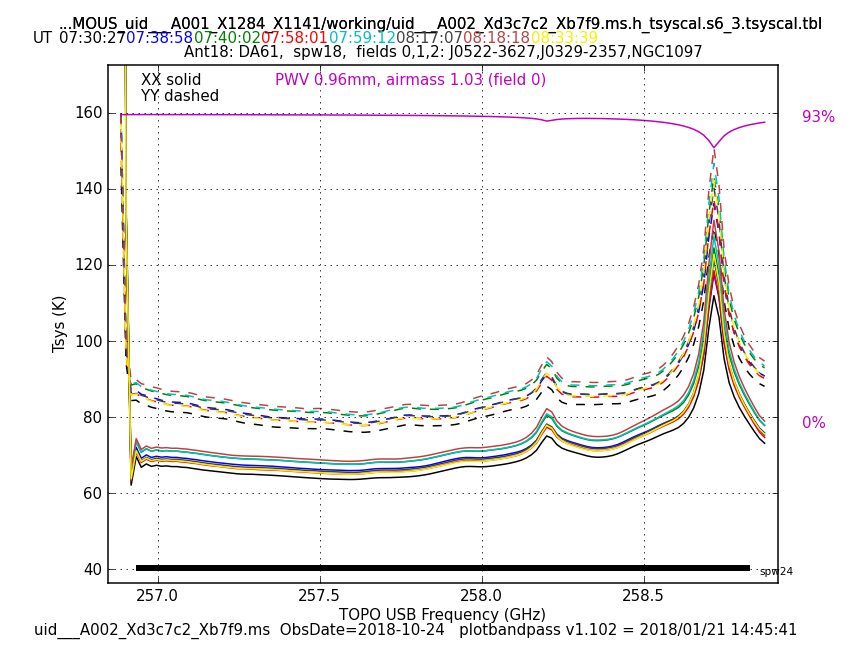 ...MOUS_uid___A001_X1284_X1141/working/uid___A002_Xd3c7c2_Xb7f9.ms.h_tsyscal.s6_3.tsyscal.tbl
UT 07:30:27 07:38:58 07:40:02 07:58:01 07:59:12 08:17:07 08:18:18 08:33:39
Ant18: DA61,  spw18,  fields 0,1,2: J0522-3627,J0329-2357,NGC1097
XX solid
PWV 0.96mm, airmass 1.03 (field 0)
YY dashed
160
93%
140
120
100
80
0%
60
40
spw24
Tsys (K)
257.0 257.5 258.0 258.5
TOPO USB Frequency (GHz)
uid___A002_Xd3c7c2_Xb7f9.ms  ObsDate=2018-10-24   plotbandpass v1.102 = 2018/01/21 14:45:41